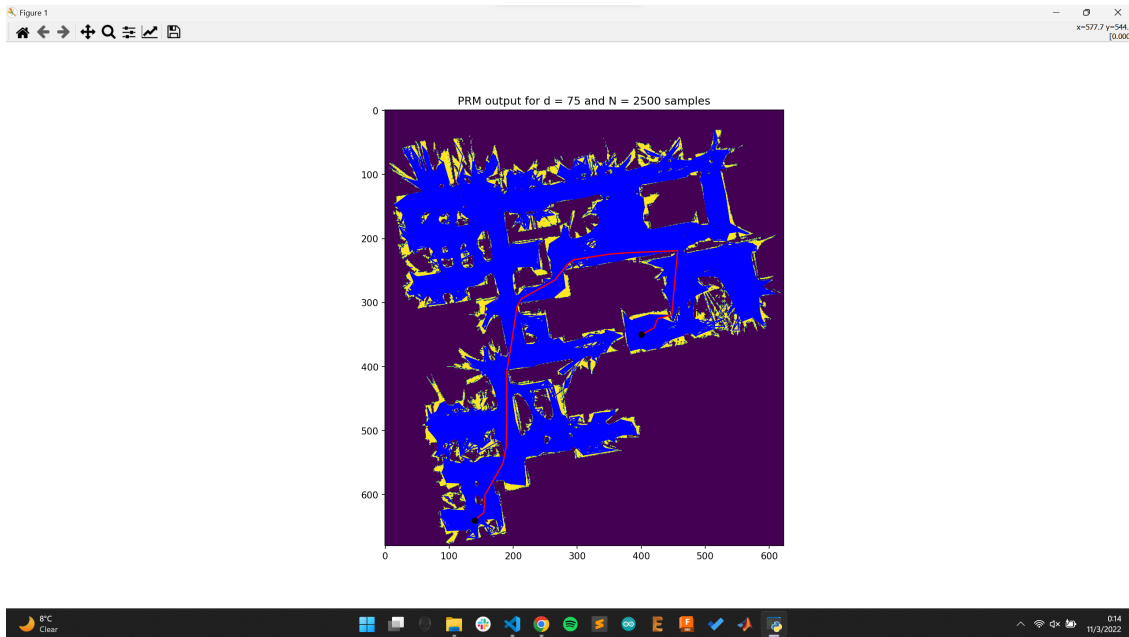 Figure 1
x=577.7 y=544.
[0.000
PRM output for d = 75 and N = 2500 samples
0
100
200
300
400
500
600
0 100 200 300 400 500 600
8°C
Clear
0:14
11/3/2022